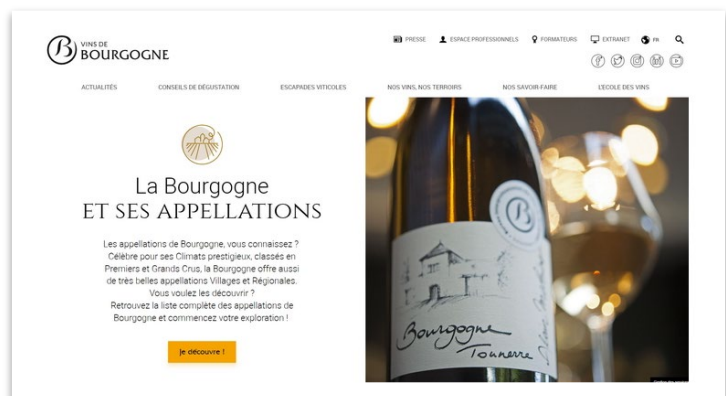 VINS DE
BOURGOGNE
PRESSE
ESPACE PROFESSIONNELS
FORMATEURS
EXTRANET
FR
ACTUALITÉS
CONSEILS DE DÉGUSTATION
ESCAPADES VITICOLES
NOS VINS, NOS TERROIRS
NOS SAVOIR-FAIRE
L'ECOLE DES VINS
La Bourgogne
ET SES APPELLATIONS
Les appellations de Bourgogne, vous connaissez ?
Célèbre pour ses Climats prestigieux, classés en
Premiers et Grands Crus, la Bourgogne offre aussi
de très belles appellations Villages et Régionales.
Vous voulez les découvrir ?
Retrouvez la liste complète des appellations de
Bourgogne et commencez votre exploration !
Je découvre !
Bourgogne
Tonnerre